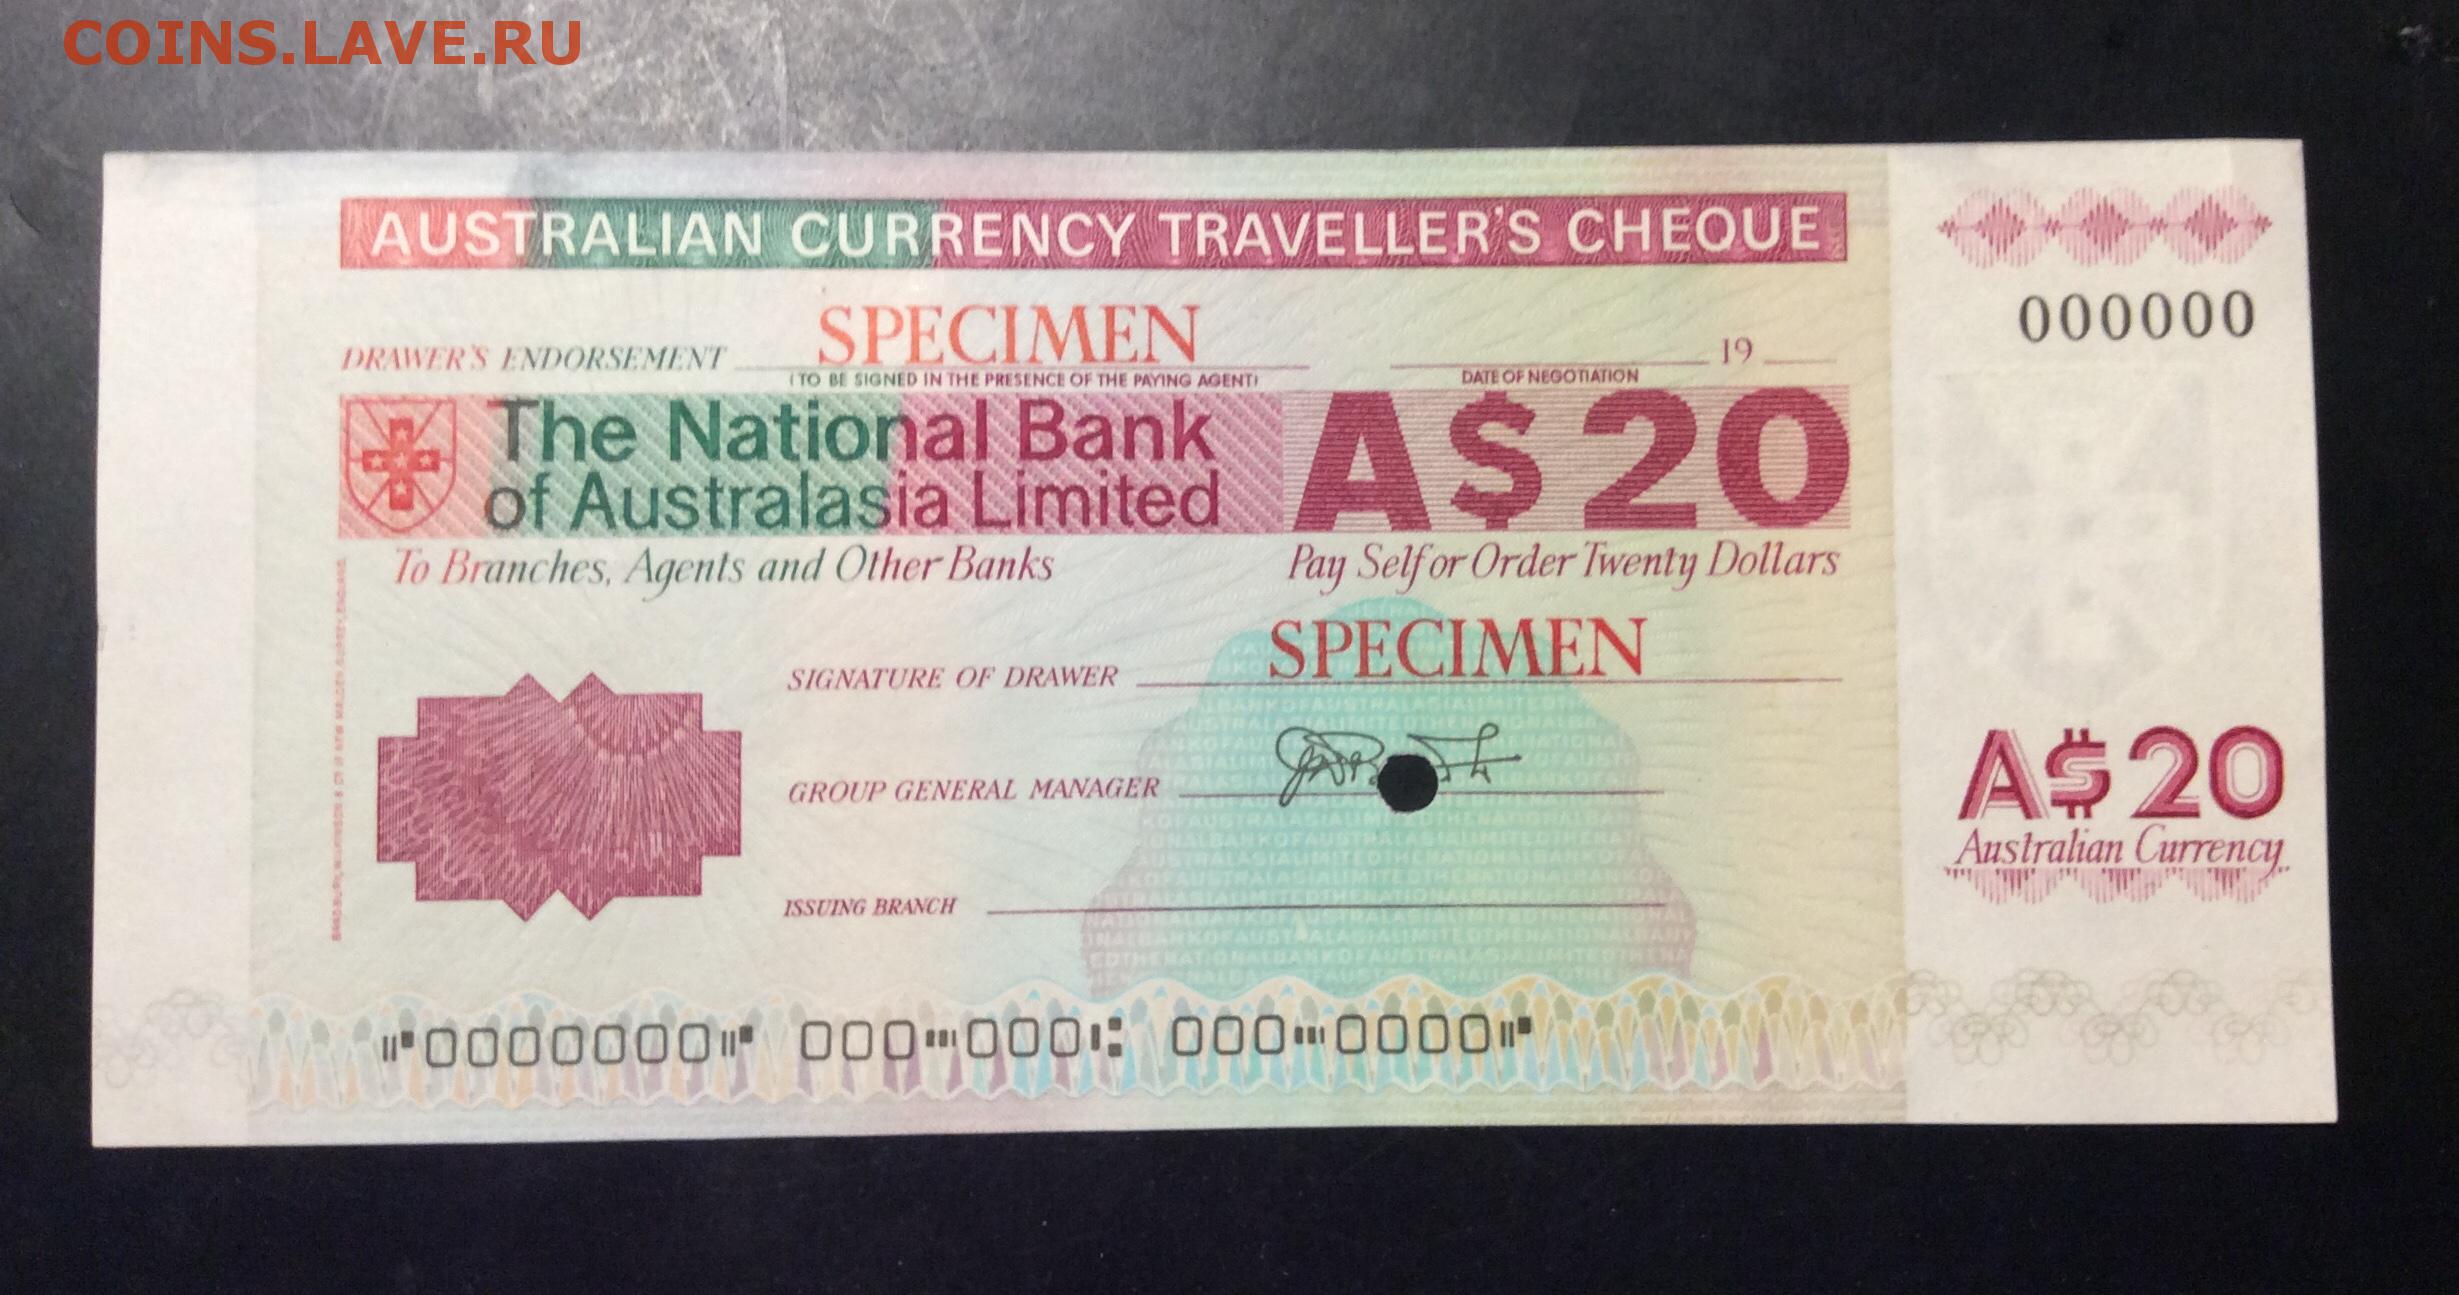 COINS.LAVE.RU
AUSTRALIAN CURRENCY TRAVELLER'S CHEQUE
000000
SPECIMEN
DRAWER'S ENDORSEMENT
19
(TO BE SIGNED IN THE PRESENCE OF THE PAYING AGENT)
DATE OF NEGOTIATION
The National Bank
of Australasia Limited
A$20
To Branches, Agents and Other Banks
Pay Self or Order Twenty Dollars
SPECIMEN
SIGNATURE OF DRAWER
GROUP GENERAL MANAGER
A$20
Australian Currency
ISSUING BRANCH
⑈0000000⑈ 000⑉000⑆ 000⑉0000⑈